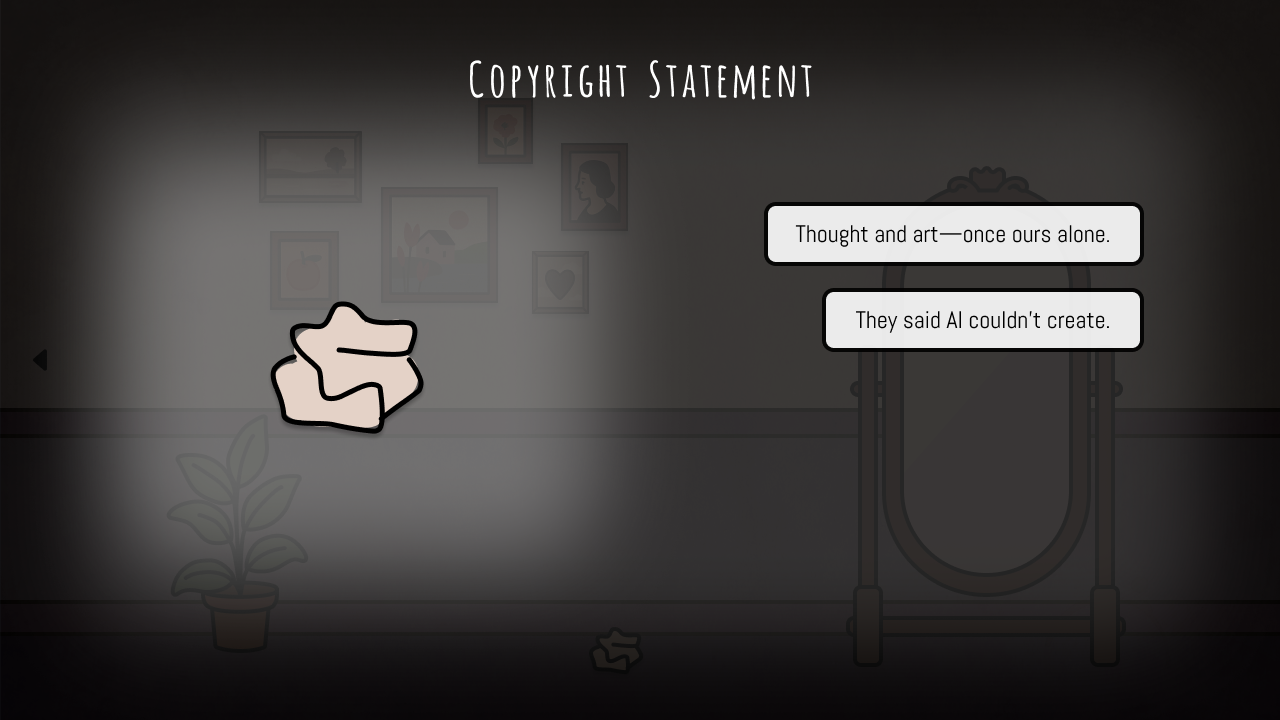 Copyright Statement
Thought and art—once ours alone.
They said AI couldn't create.